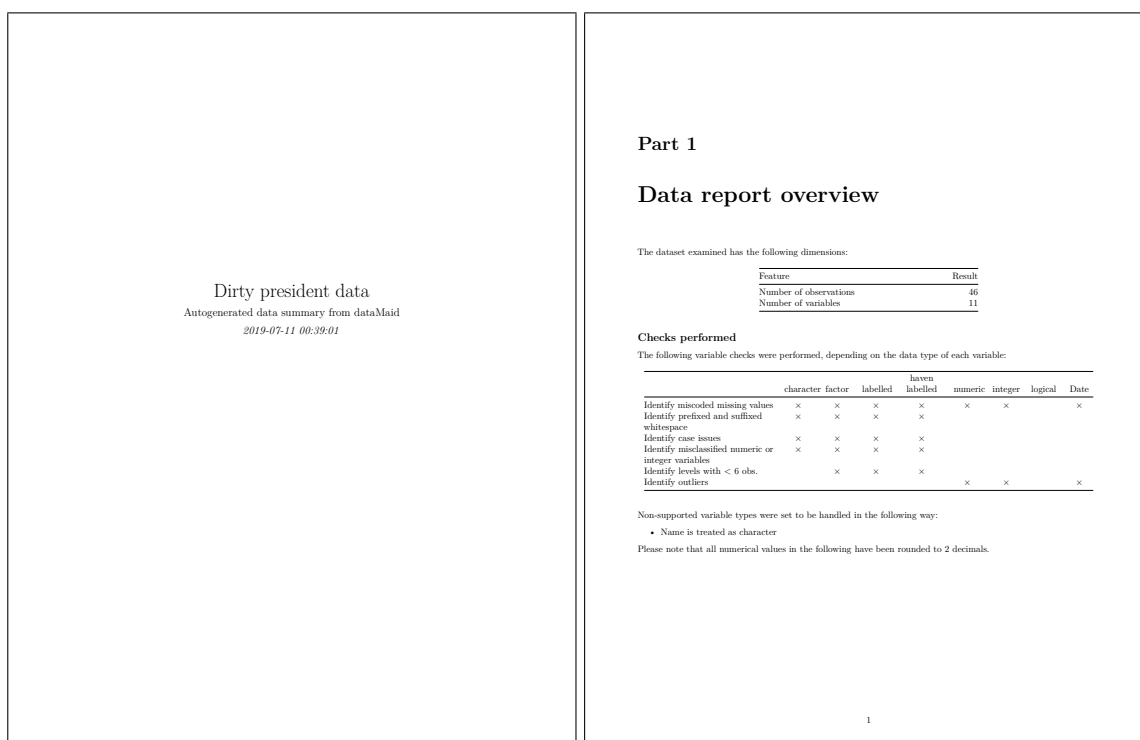 Dirty president data
Autogenerated data summary from dataMaid
2019-07-11 00:39:01
Part 1
Data report overview
The dataset examined has the following dimensions:
Feature Result
Number of observations 46
Number of variables 11
Checks performed
The following variable checks were performed, depending on the data type of each variable:
haven
character factor labelled labelled numeric integer logical Date
Identify miscoded missing values × × × × × × ×
Identify prefixed and suffixed × × × ×
whitespace
Identify case issues × × × ×
Identify misclassified numeric or × × × ×
integer variables
Identify levels with < 6 obs. × × ×
Identify outliers × × ×
Non-supported variable types were set to be handled in the following way:
• Name is treated as character
Please note that all numerical values in the following have been rounded to 2 decimals.
1